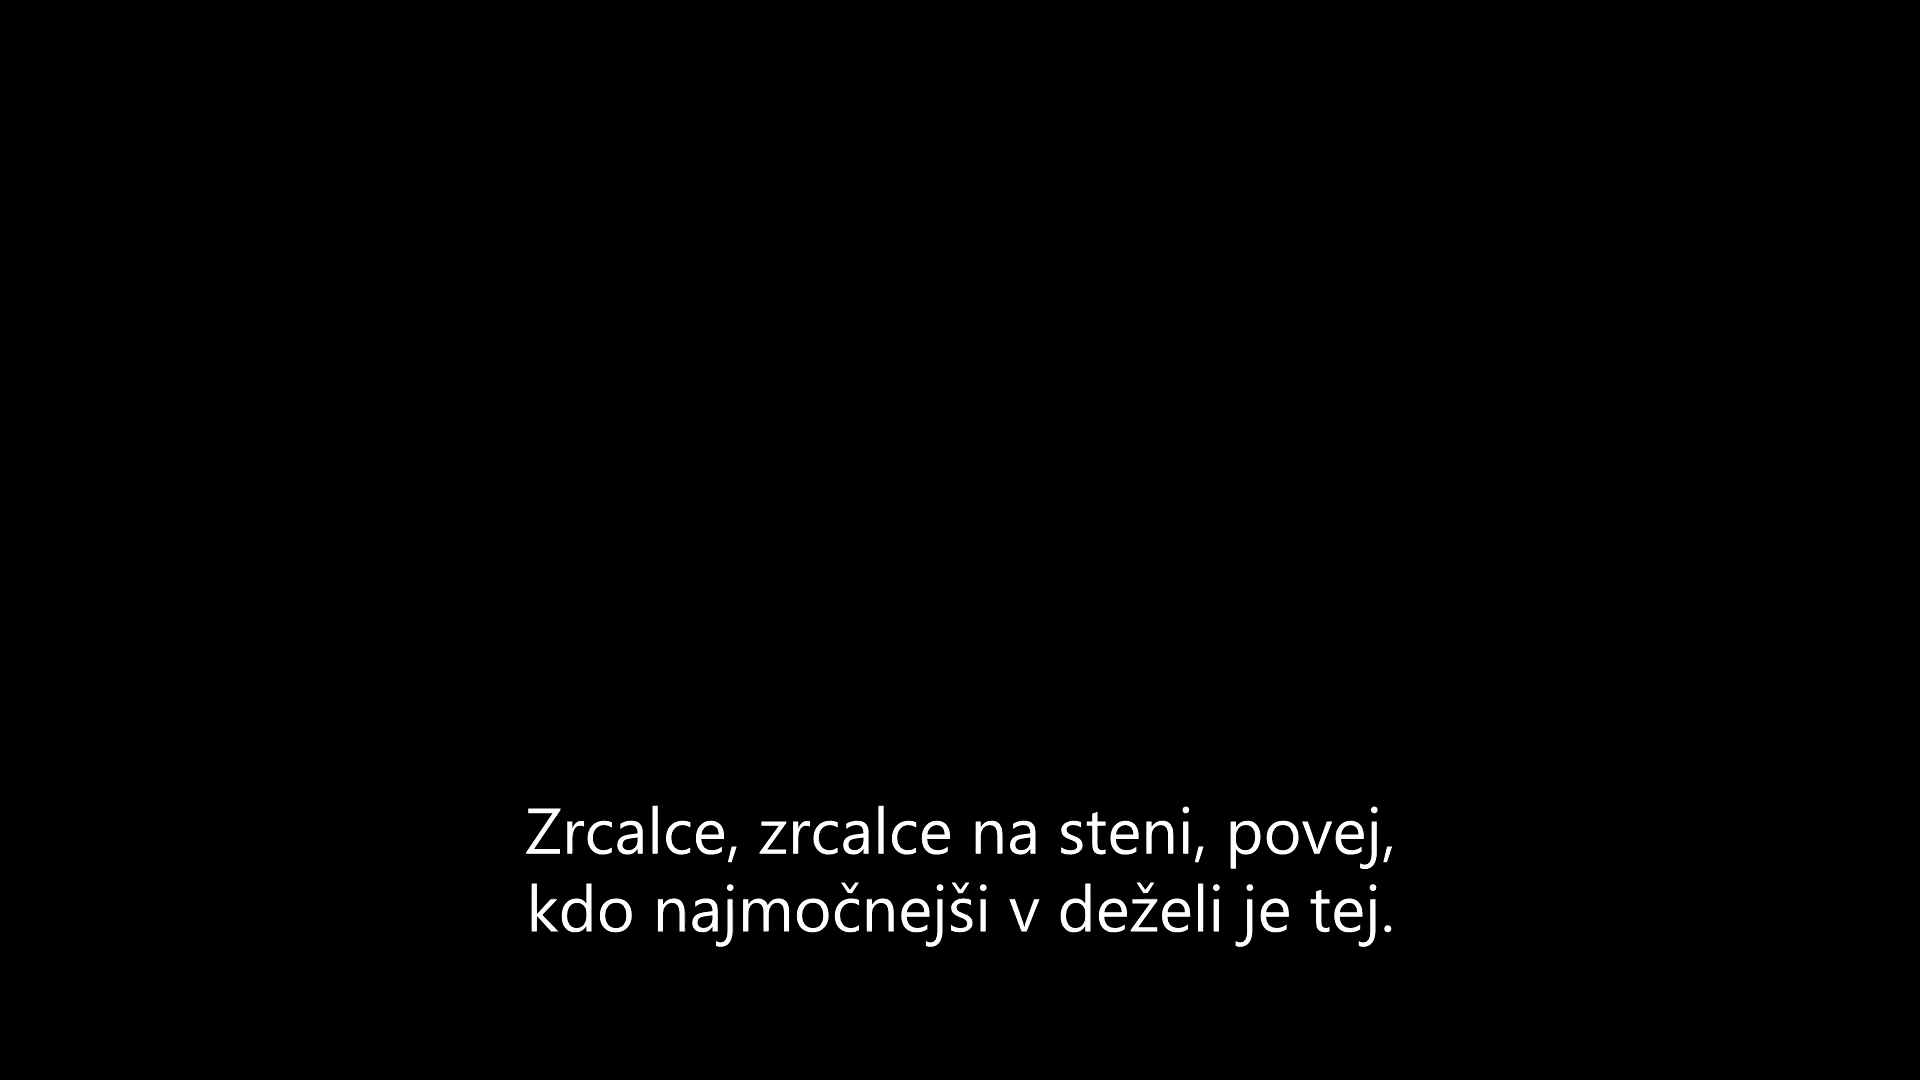 Zrcalce, zrcalce na steni, povej,
kdo najmočnejši v deželi je tej.